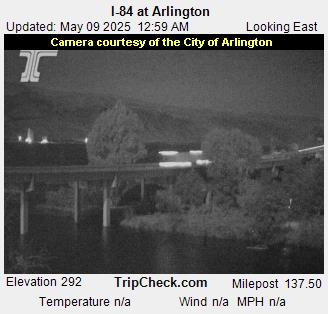 I-84 at Arlington
Updated: May 09 2025 12:59 AM Looking East
Camera courtesy of the City of Arlington
Elevation 292 TripCheck.com Milepost 137.50
Temperature n/a Wind n/a MPH n/a